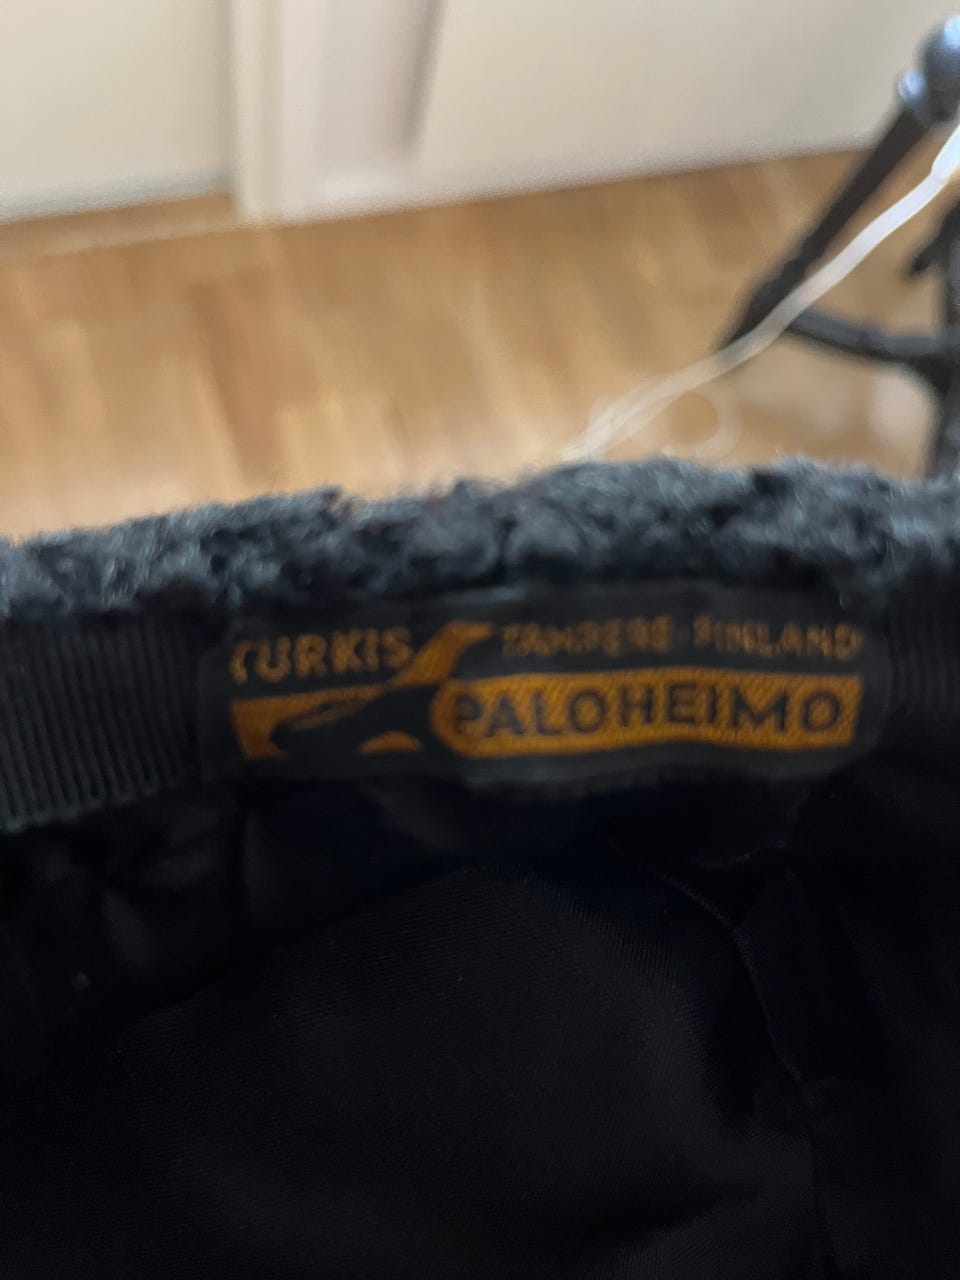 TURKIS TAMPERE-FINLAND
PALOHEIMO